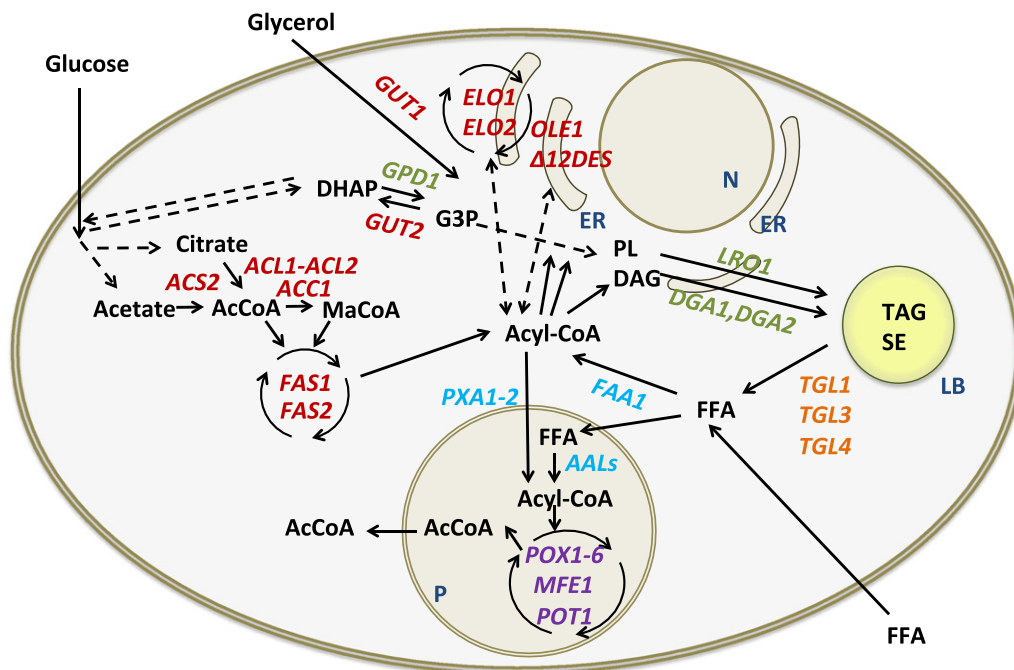 Glycerol
Glucose
GUT1
ELO1
ELO2
OLE1
Δ12DES
N
ER
ER
DHAP
GPD1
GUT2
G3P
Citrate
ACS2
ACL1-ACL2
ACC1
Acetate
AcCoA
MaCoA
PL
DAG
LRO1
DGA1,DGA2
TAG
SE
LB
Acyl-CoA
FAS1
FAS2
PXA1-2
FAA1
FFA
TGL1
TGL3
TGL4
FFA
AALs
Acyl-CoA
AcCoA
AcCoA
POX1-6
MFE1
POT1
P
FFA